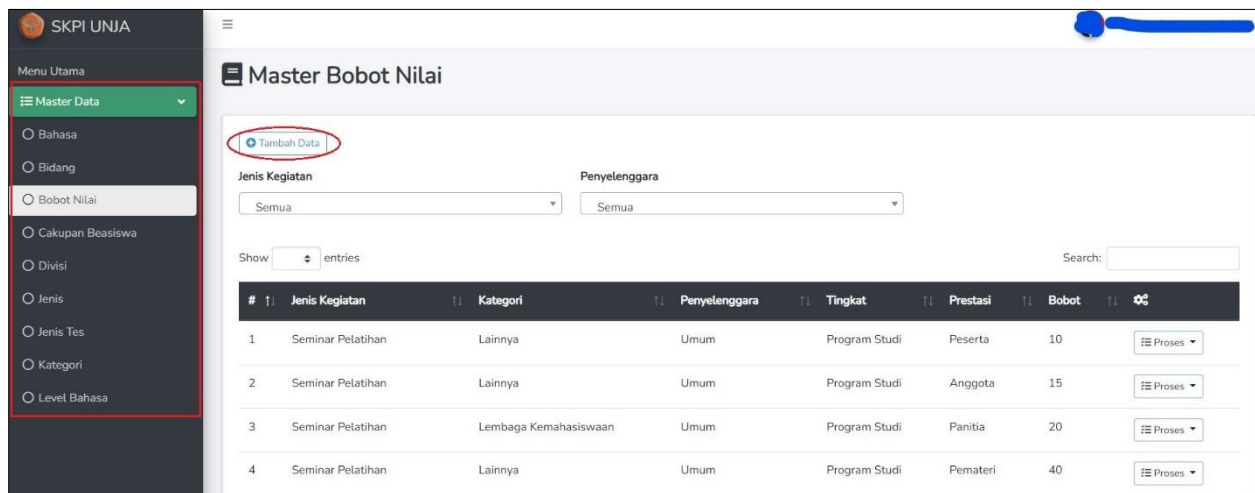 SKPI UNJA
Menu Utama
Master Data
Bahasa
Bidang
Bobot Nilai
Cakupan Beasiswa
Divisi
Jenis
Jenis Tes
Kategori
Level Bahasa
Master Bobot Nilai
Tambah Data
Jenis Kegiatan Penyelenggara
Semua Semua
Show entries Search:
# Jenis Kegiatan Kategori Penyelenggara Tingkat Prestasi Bobot
1 Seminar Pelatihan Lainnya Umum Program Studi Peserta 10 Proses
2 Seminar Pelatihan Lainnya Umum Program Studi Anggota 15 Proses
3 Seminar Pelatihan Lembaga Kemahasiswaan Umum Program Studi Panitia 20 Proses
4 Seminar Pelatihan Lainnya Umum Program Studi Pemateri 40 Proses